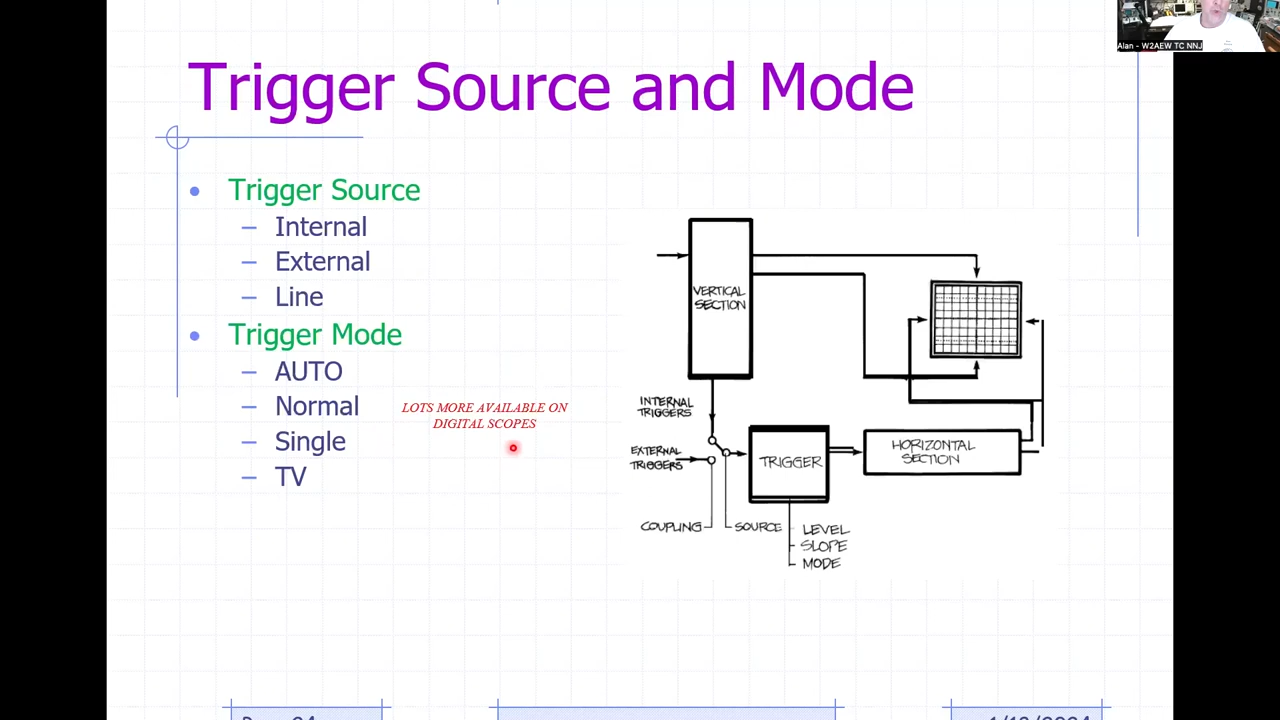 Alan - W2AEW TC NNJ
Trigger Source and Mode
• Trigger Source
– Internal
– External
– Line
• Trigger Mode
– AUTO
– Normal
– Single
– TV
LOTS MORE AVAILABLE ON
DIGITAL SCOPES
VERTICAL
SECTION
INTERNAL
TRIGGERS
EXTERNAL
TRIGGERS
TRIGGER
HORIZONTAL
SECTION
COUPLING
SOURCE
LEVEL
SLOPE
MODE